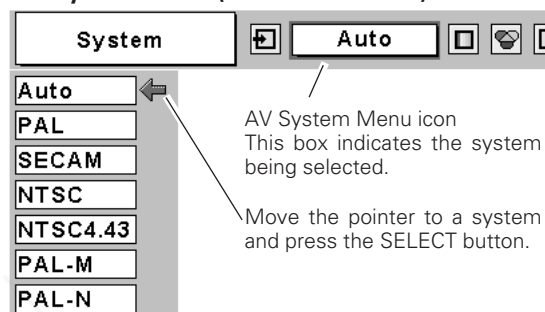 System
Auto
Auto
PAL
SECAM
NTSC
NTSC4.43
PAL-M
PAL-N
AV System Menu icon
This box indicates the system
being selected.
Move the pointer to a system
and press the SELECT button.